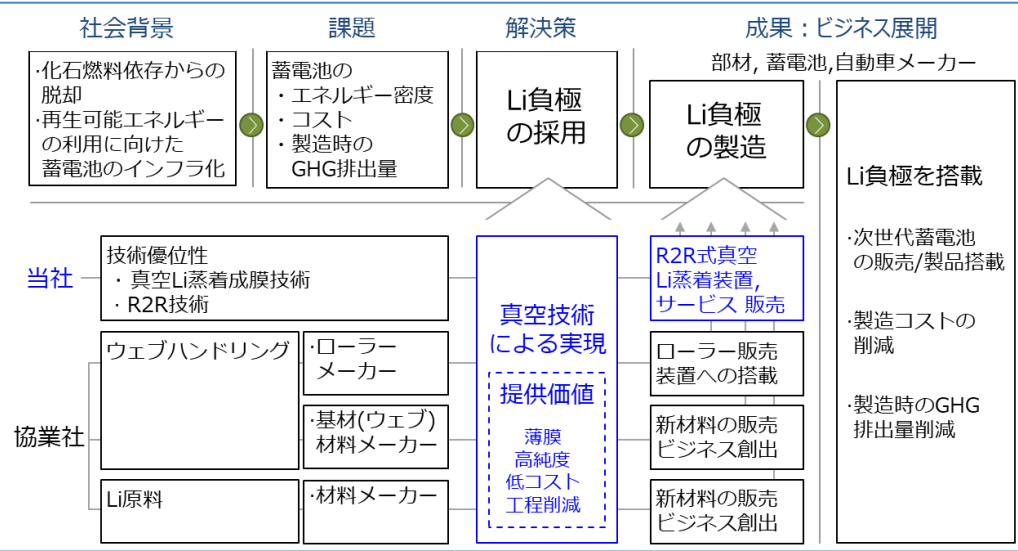 社会背景
課題
解決策
成果：ビジネス展開
部材, 蓄電池,自動車メーカー
·化石燃料依存からの
脱却
·再生可能エネルギー
の利用に向けた
蓄電池のインフラ化
蓄電池の
・エネルギー密度
・コスト
・製造時の
GHG排出量
Li負極
の採用
Li負極
の製造
Li負極を搭載
·次世代蓄電池
の販売/製品搭載
·製造コストの
削減
·製造時のGHG
排出量削減
当社
技術優位性
・真空Li蒸着成膜技術
・R2R技術
真空技術
による実現
提供価値
薄膜
高純度
低コスト
工程削減
R2R式真空
Li蒸着装置,
サービス 販売
協業社
ウェブハンドリング
·ローラー
メーカー
ローラー販売
装置への搭載
·基材(ウェブ)
材料メーカー
新材料の販売
ビジネス創出
Li原料
·材料メーカー
新材料の販売
ビジネス創出